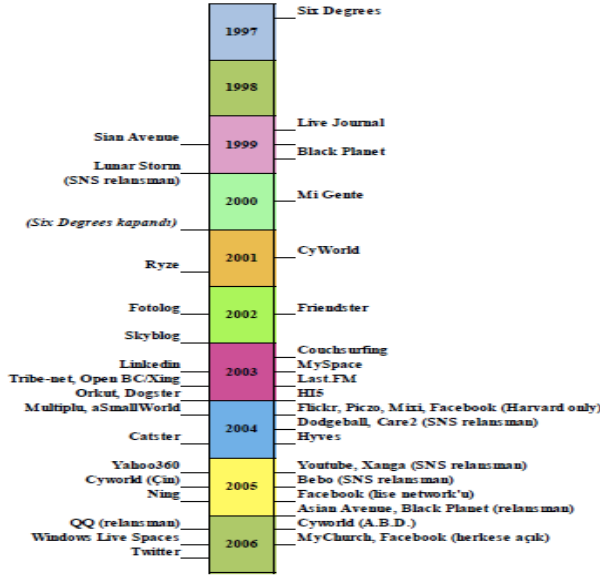 Six Degrees
1997
1998
Live Journal
Sian Avenue
1999
Black Planet
Lunar Storm
(SNS relansman)
Mi Gente
2000
(Six Degrees kapandı)
CyWorld
2001
Ryze
Fotolog
2002
Friendster
Skyblog
Couchsurfing
Linkedin
MySpace
2003
Tribe-net, Open BC/Xing
Last.FM
Orkut, Dogster
HI5
Multiplu, aSmallWorld
Flickr, Piczo, Mixi, Facebook (Harvard only)
Dodgeball, Care2 (SNS relansman)
2004
Catster
Hyves
Yahoo360
Youtube, Xanga (SNS relansman)
Cyworld (Çin)
2005
Bebo (SNS relansman)
Ning
Facebook (lise network'u)
Asian Avenue, Black Planet (relansman)
QQ (relansman)
Cyworld (A.B.D.)
Windows Live Spaces
2006
MyChurch, Facebook (herkese açık)
Twitter